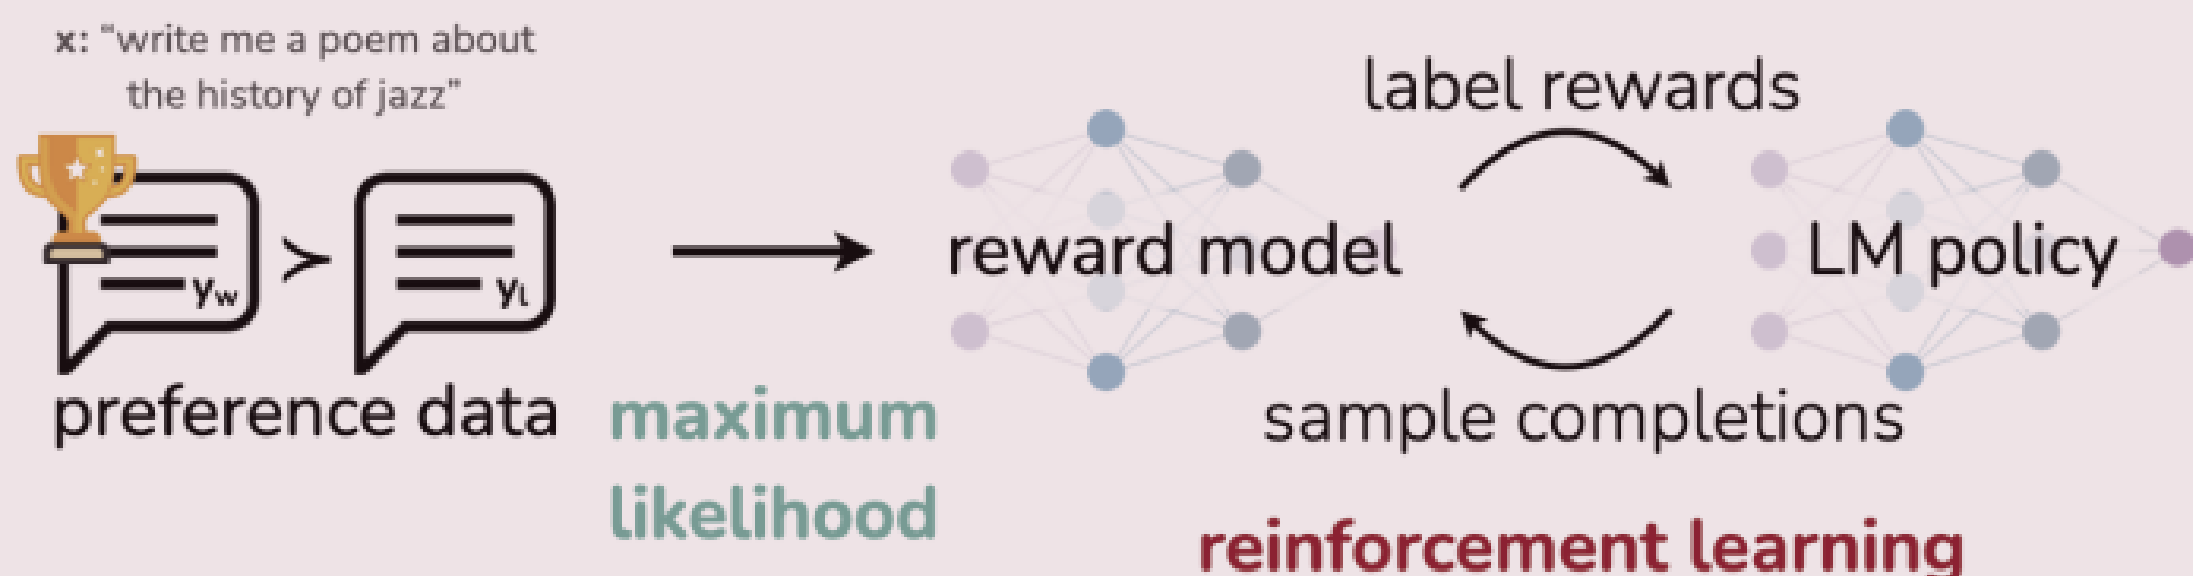 x: “write me a poem about
the history of jazz”
label rewards
yw
≻
yl
reward model
LM policy
preference data
maximum
likelihood
sample completions
reinforcement learning